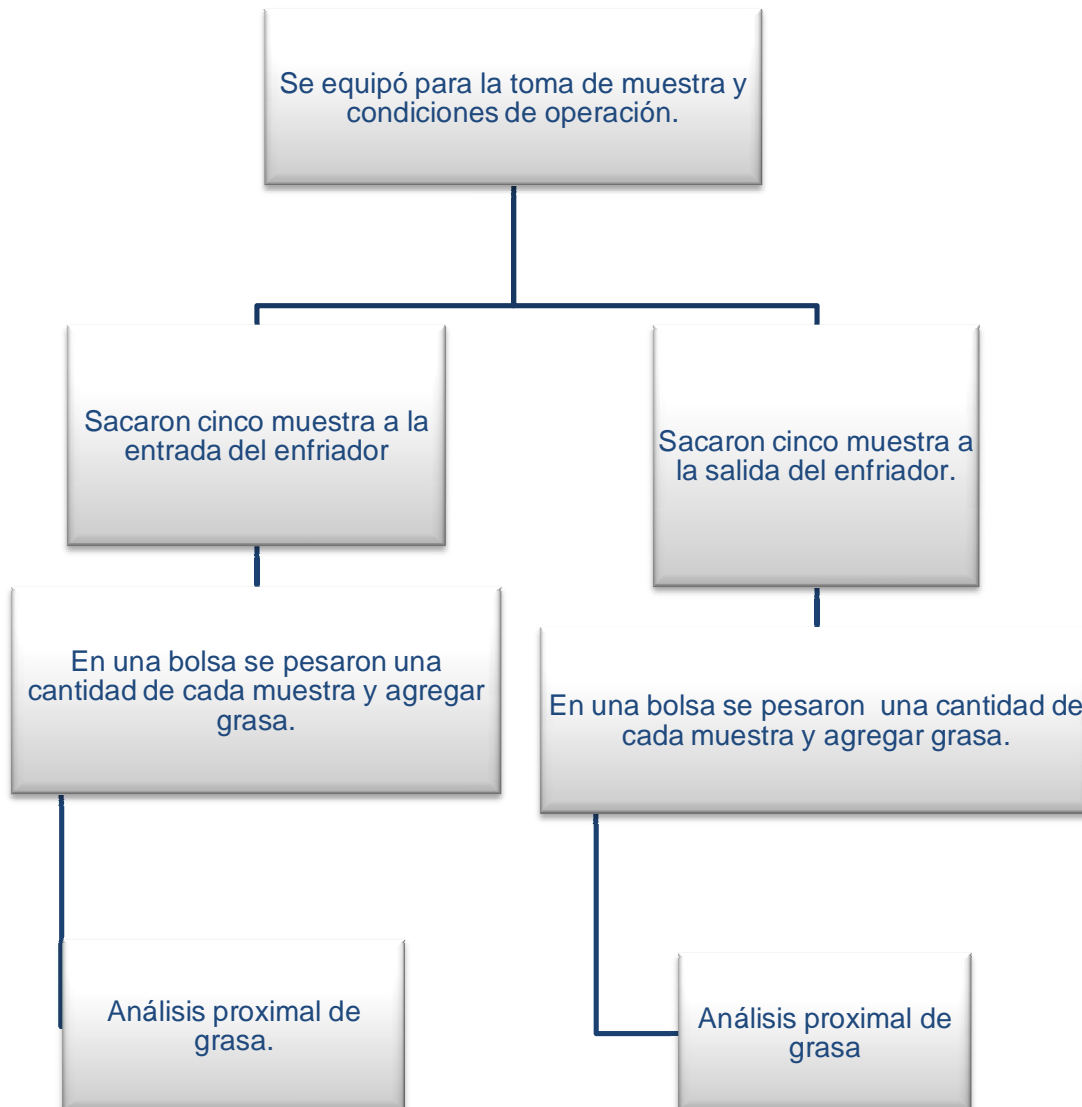 Se equipó para la toma de muestra y
condiciones de operación.
Sacaron cinco muestra a la
entrada del enfriador
Sacaron cinco muestra a
la salida del enfriador.
En una bolsa se pesaron una
cantidad de cada muestra y agregar
grasa.
En una bolsa se pesaron una cantidad de
cada muestra y agregar grasa.
Análisis proximal de
grasa.
Análisis proximal de
grasa